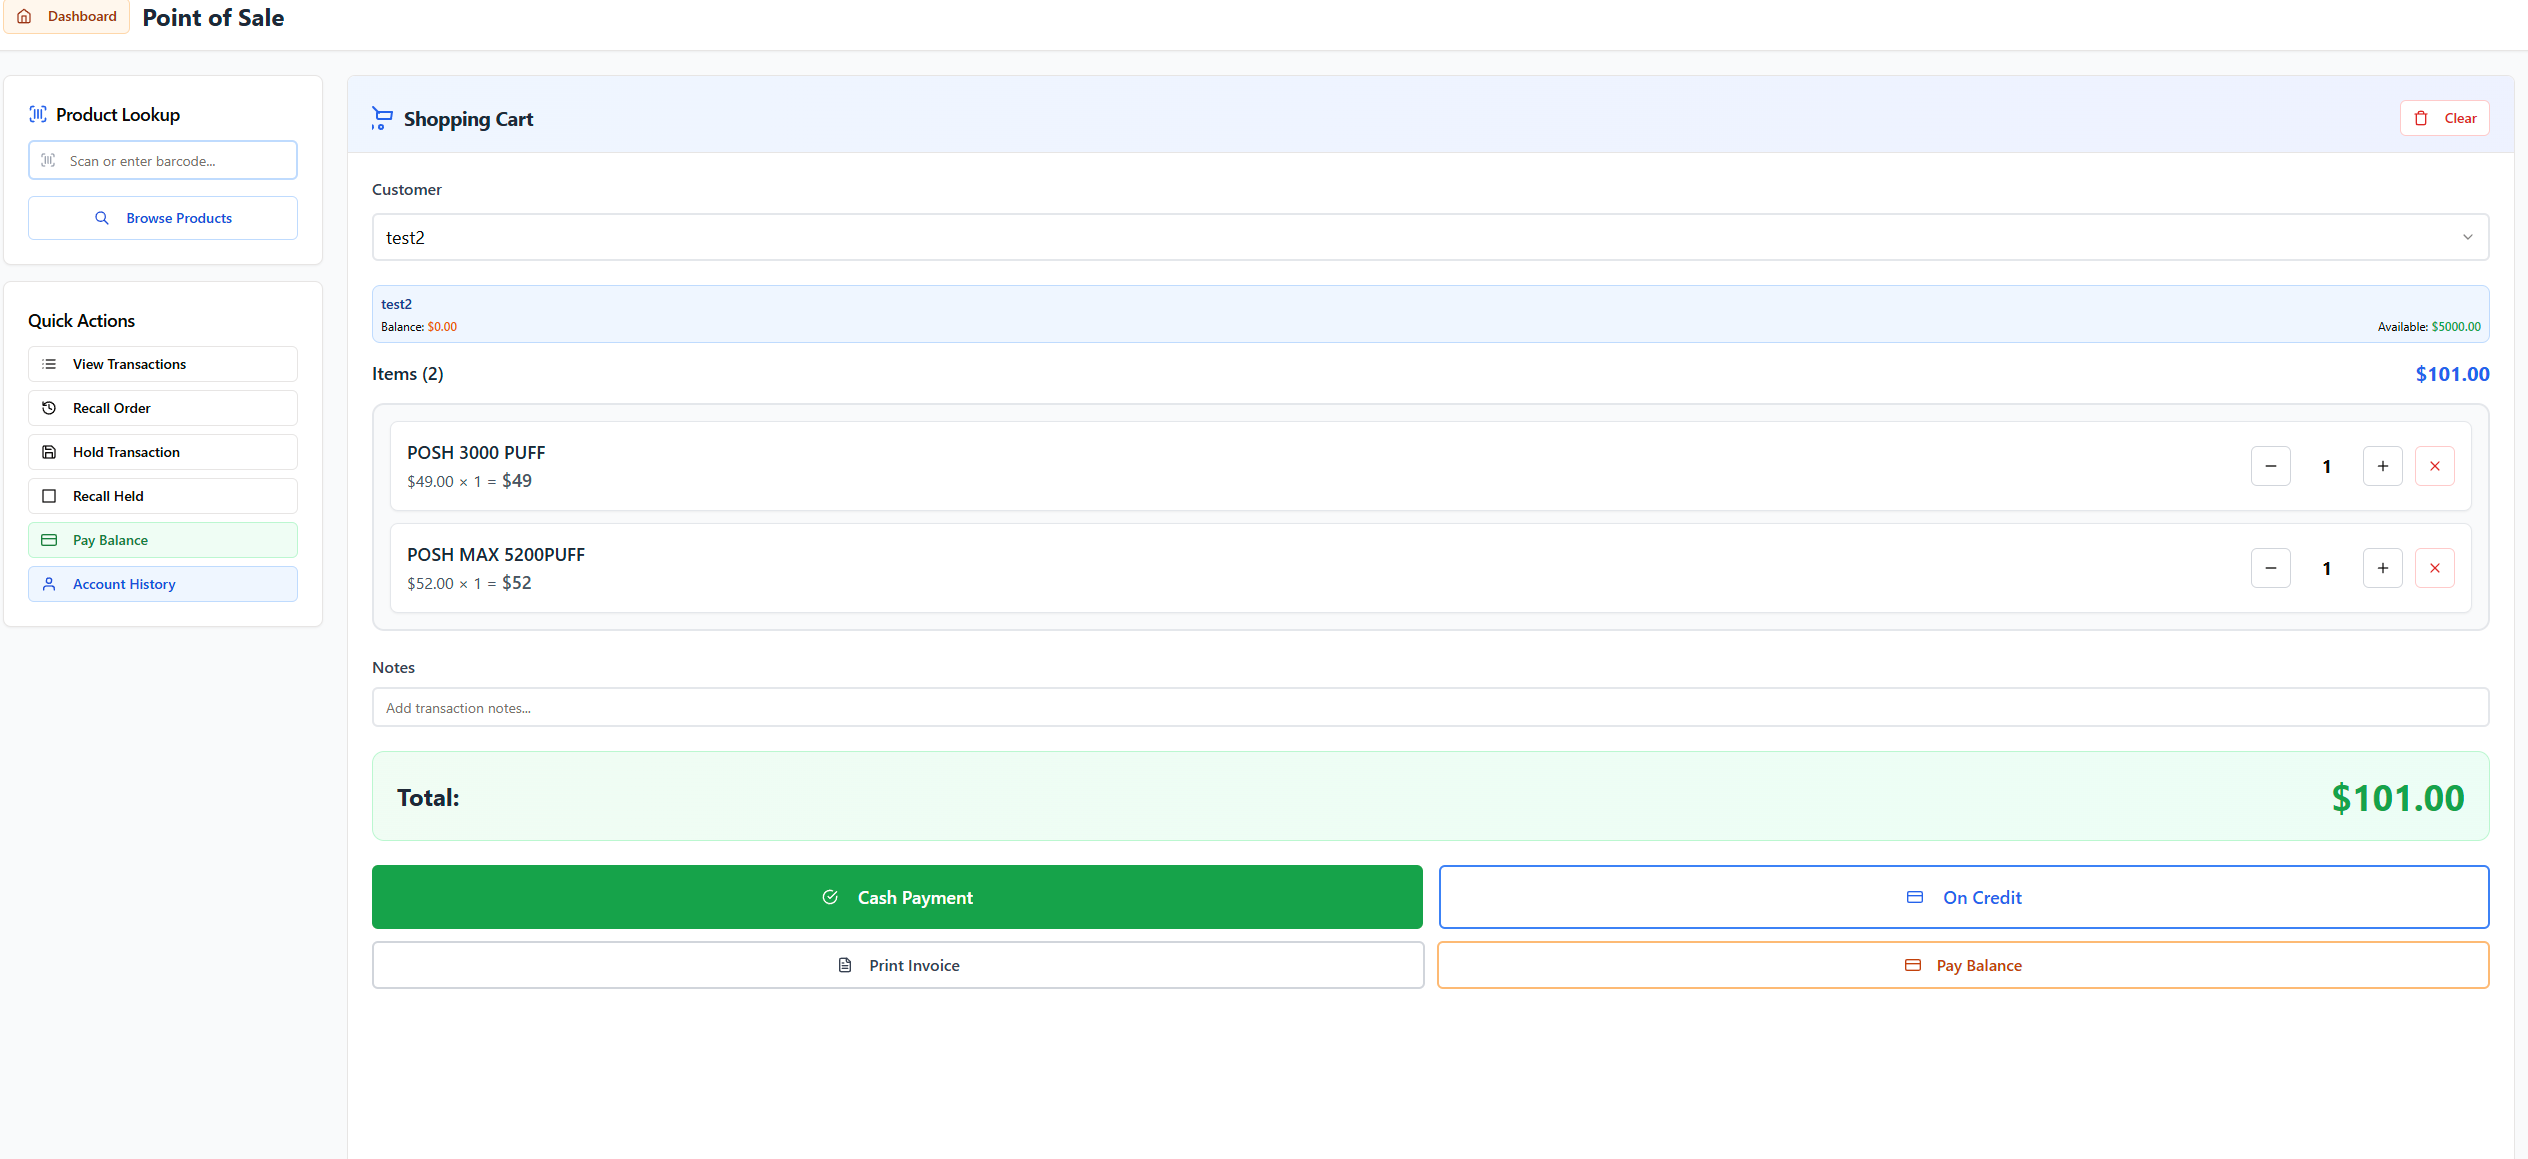 Dashboard
Point of Sale
Product Lookup
Scan or enter barcode...
Browse Products
Quick Actions
View Transactions
Recall Order
Hold Transaction
Recall Held
Pay Balance
Account History
Shopping Cart
Clear
Customer
test2
test2
Balance: $0.00
Available: $5000.00
Items (2)
$101.00
POSH 3000 PUFF
$49.00 × 1 = $49
1
POSH MAX 5200PUFF
$52.00 × 1 = $52
1
Notes
Add transaction notes...
Total:
$101.00
Cash Payment
On Credit
Print Invoice
Pay Balance